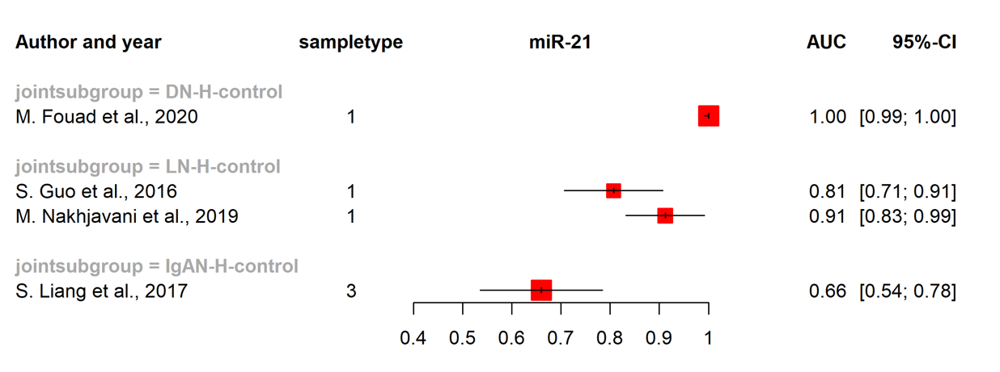 Author and year sampletype miR-21 AUC 95%-CI
jointsubgroup = DN-H-control
M. Fouad et al., 2020 1 1.00 [0.99; 1.00]
jointsubgroup = LN-H-control
S. Guo et al., 2016 1 0.81 [0.71; 0.91]
M. Nakhjavani et al., 2019 1 0.91 [0.83; 0.99]
jointsubgroup = IgAN-H-control
S. Liang et al., 2017 3 0.66 [0.54; 0.78]
0.4 0.5 0.6 0.7 0.8 0.9 1